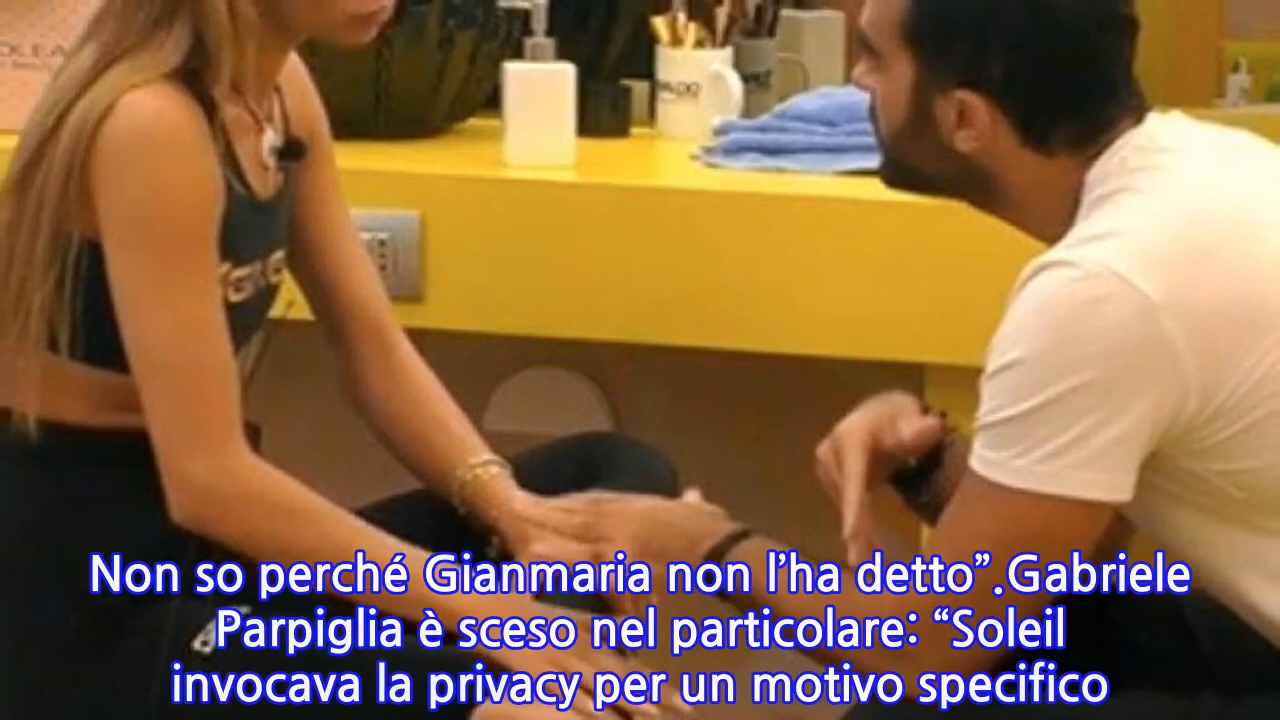 Non so perché Gianmaria non l'ha detto”.Gabriele
Parpiglia è sceso nel particolare: “Soleil
invocava la privacy per un motivo specifico